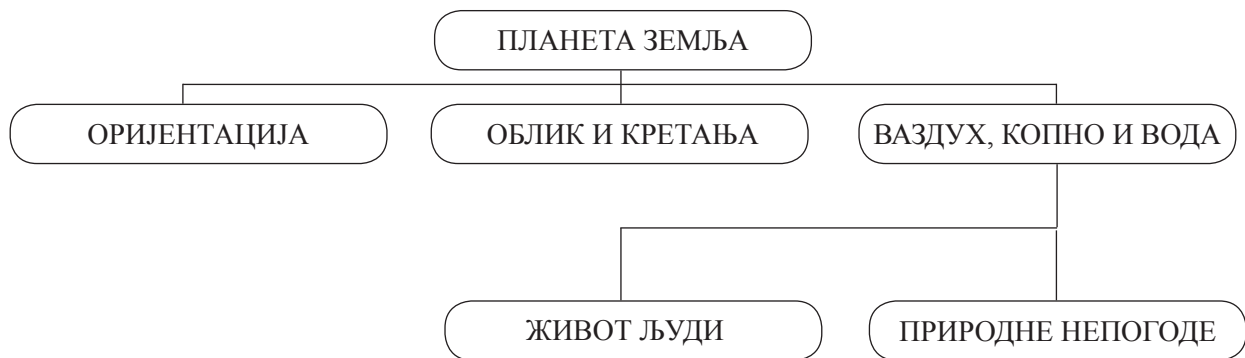 ПЛАНЕТА ЗЕМЉА
ОРИЈЕНТАЦИЈА
ОБЛИК И КРЕТАЊА
ВАЗДУХ, КОПНО И ВОДА
ЖИВОТ ЉУДИ
ПРИРОДНЕ НЕПОГОДЕ